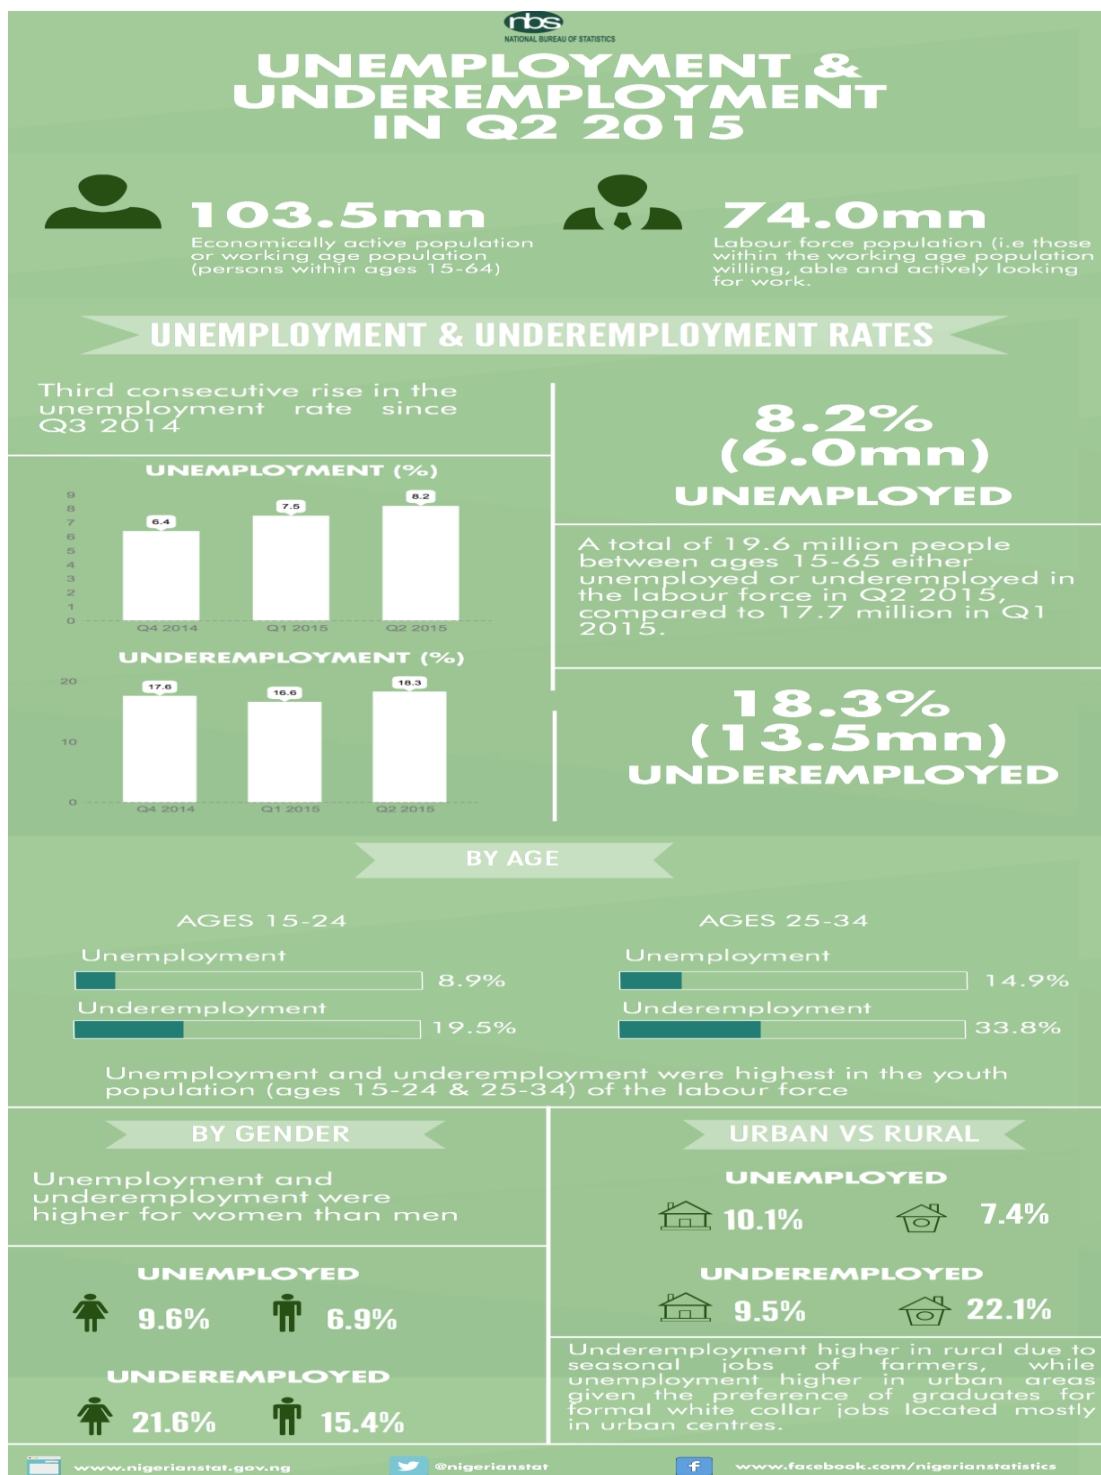 nbs
NATIONAL BUREAU OF STATISTICS
UNEMPLOYMENT &
UNDEREMPLOYMENT
IN Q2 2015
103.5mn
Economically active population
or working age population
(persons within ages 15-64)
74.0mn
Labour force population (i.e those
within the working age population
willing, able and actively looking
for work.
UNEMPLOYMENT & UNDEREMPLOYMENT RATES
Third consecutive rise in the
unemployment rate since
Q3 2014
UNEMPLOYMENT (%)
9
8
7
6
5
4
3
2
1
0
6.4
7.5
8.2
Q4 2014
Q1 2015
Q2 2015
UNDEREMPLOYMENT (%)
20
10
0
17.6
16.6
18.3
Q4 2014
Q1 2015
Q2 2015
8.2%
(6.0mn)
UNEMPLOYED
A total of 19.6 million people
between ages 15-65 either
unemployed or underemployed in
the labour force in Q2 2015,
compared to 17.7 million in Q1
2015.
18.3%
(13.5mn)
UNDEREMPLOYED
BY AGE
AGES 15-24
Unemployment
8.9%
Underemployment
19.5%
AGES 25-34
Unemployment
14.9%
Underemployment
33.8%
Unemployment and underemployment were highest in the youth
population (ages 15-24 & 25-34) of the labour force
BY GENDER
Unemployment and
underemployment were
higher for women than men
UNEMPLOYED
9.6%
6.9%
UNDEREMPLOYED
21.6%
15.4%
URBAN VS RURAL
UNEMPLOYED
10.1%
7.4%
UNDEREMPLOYED
9.5%
22.1%
Underemployment higher in rural due to
seasonal jobs of farmers, while
unemployment higher in urban areas
given the preference of graduates for
formal white collar jobs located mostly
in urban centres.
www.nigerianstat.gov.ng
@nigerianstat
f
www.facebook.com/nigerianstatistics